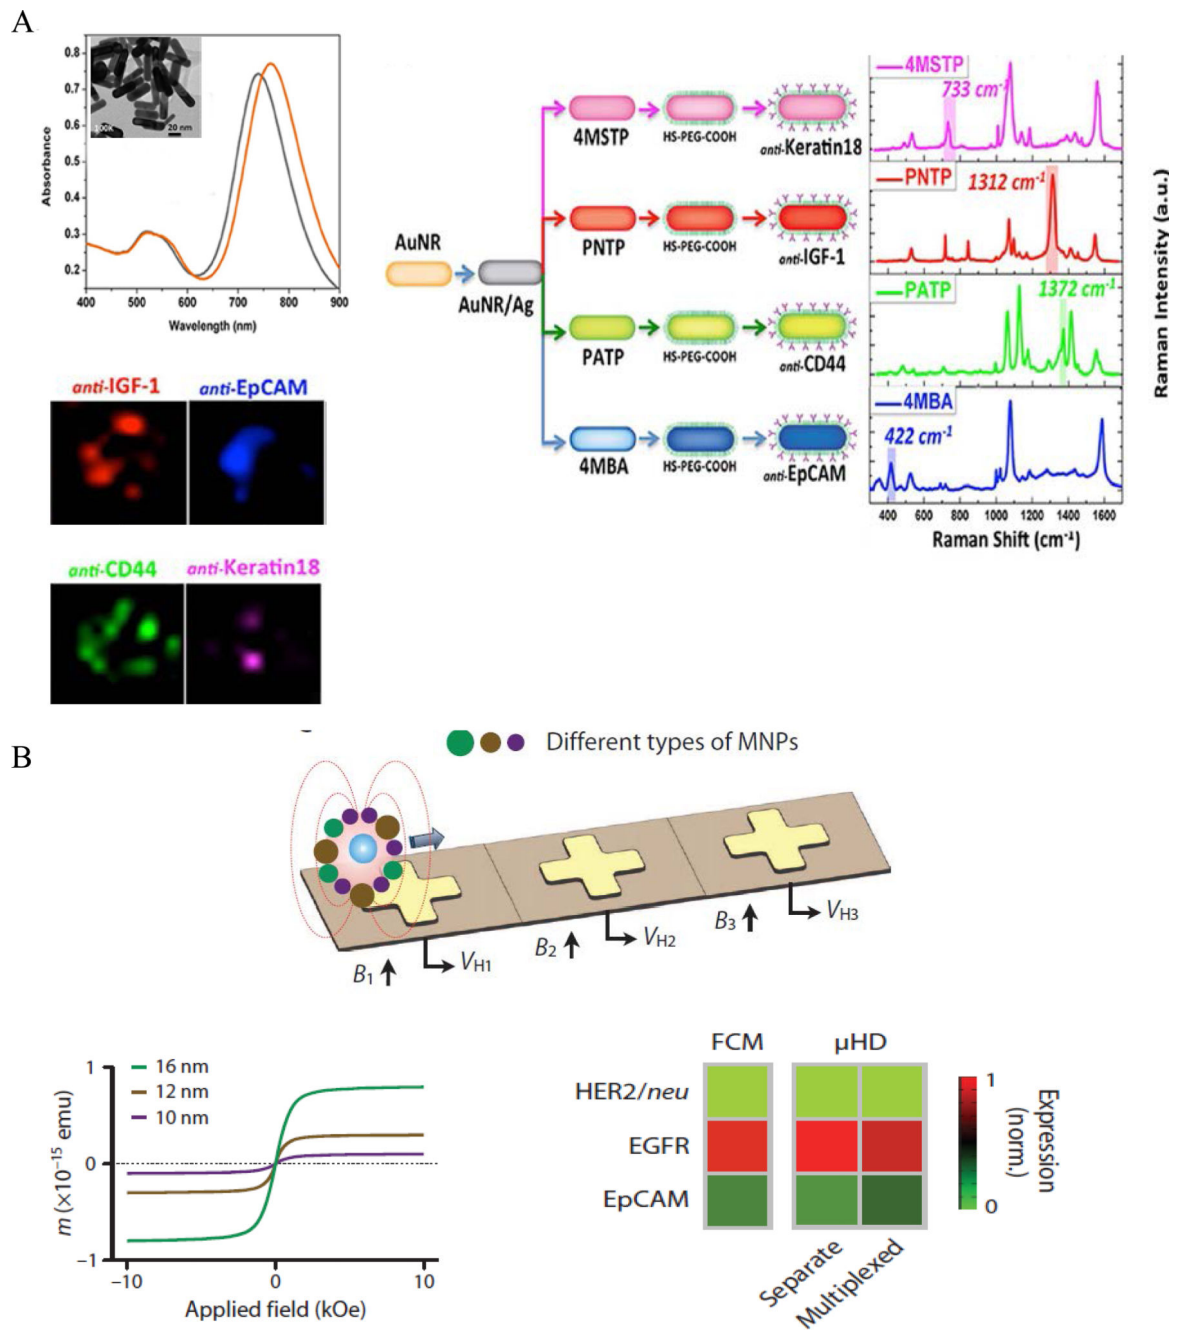 A
0.8
0.7
0.6
0.5
0.4
0.3
0.2
Absorbance
100K
20 nm
400 500 600 700 800 900
Wavelength (nm)
AuNR
AuNR/Ag
4MSTP
HS-PEG-COOH
anti-Keratin18
PNTP
HS-PEG-COOH
anti-IGF-1
PATP
HS-PEG-COOH
anti-CD44
4MBA
HS-PEG-COOH
anti-EpCAM
4MSTP
733 cm-1
PNTP
1312 cm-1
PATP
1372 cm-1
4MBA
422 cm-1
400 600 800 1000 1200 1400 1600
Raman Shift (cm-1)
Raman Intensity (a.u.)
anti-IGF-1 anti-EpCAM
anti-CD44 anti-Keratin18
B
Different types of MNPs
B1 VH1
B2 VH2
B3 VH3
1
0
−1
m (×10−15 emu)
16 nm
12 nm
10 nm
−10 0 10
Applied field (kOe)
FCM µHD
HER2/neu
EGFR
EpCAM
Separate
Multiplexed
1
0
Expression
(norm.)